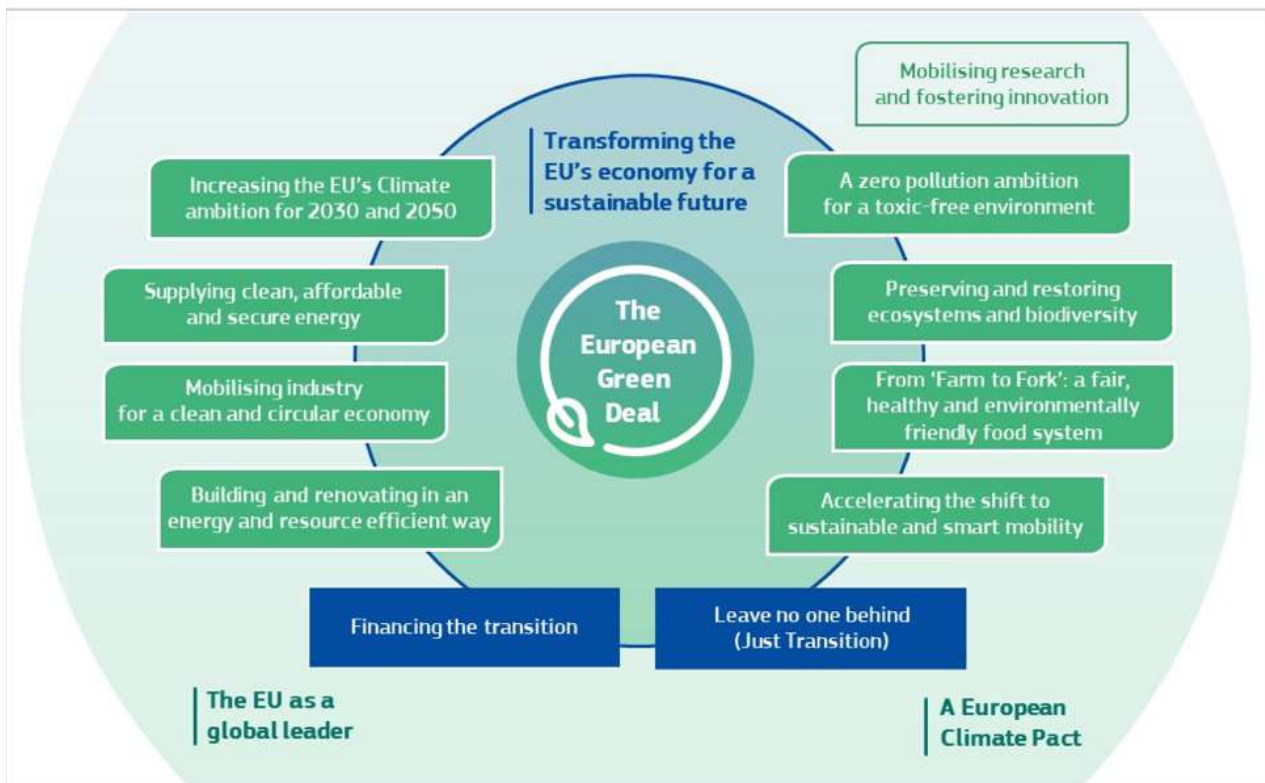 Mobilising research
and fostering innovation
Transforming the
EU's economy for a
sustainable future
Increasing the EU's Climate
ambition for 2030 and 2050
A zero pollution ambition
for a toxic-free environment
Supplying clean, affordable
and secure energy
Preserving and restoring
ecosystems and biodiversity
The
European
Green
Deal
Mobilising industry
for a clean and circular economy
From 'Farm to Fork': a fair,
healthy and environmentally
friendly food system
Building and renovating in an
energy and resource efficient way
Accelerating the shift to
sustainable and smart mobility
Financing the transition
Leave no one behind
(Just Transition)
The EU as a
global leader
A European
Climate Pact